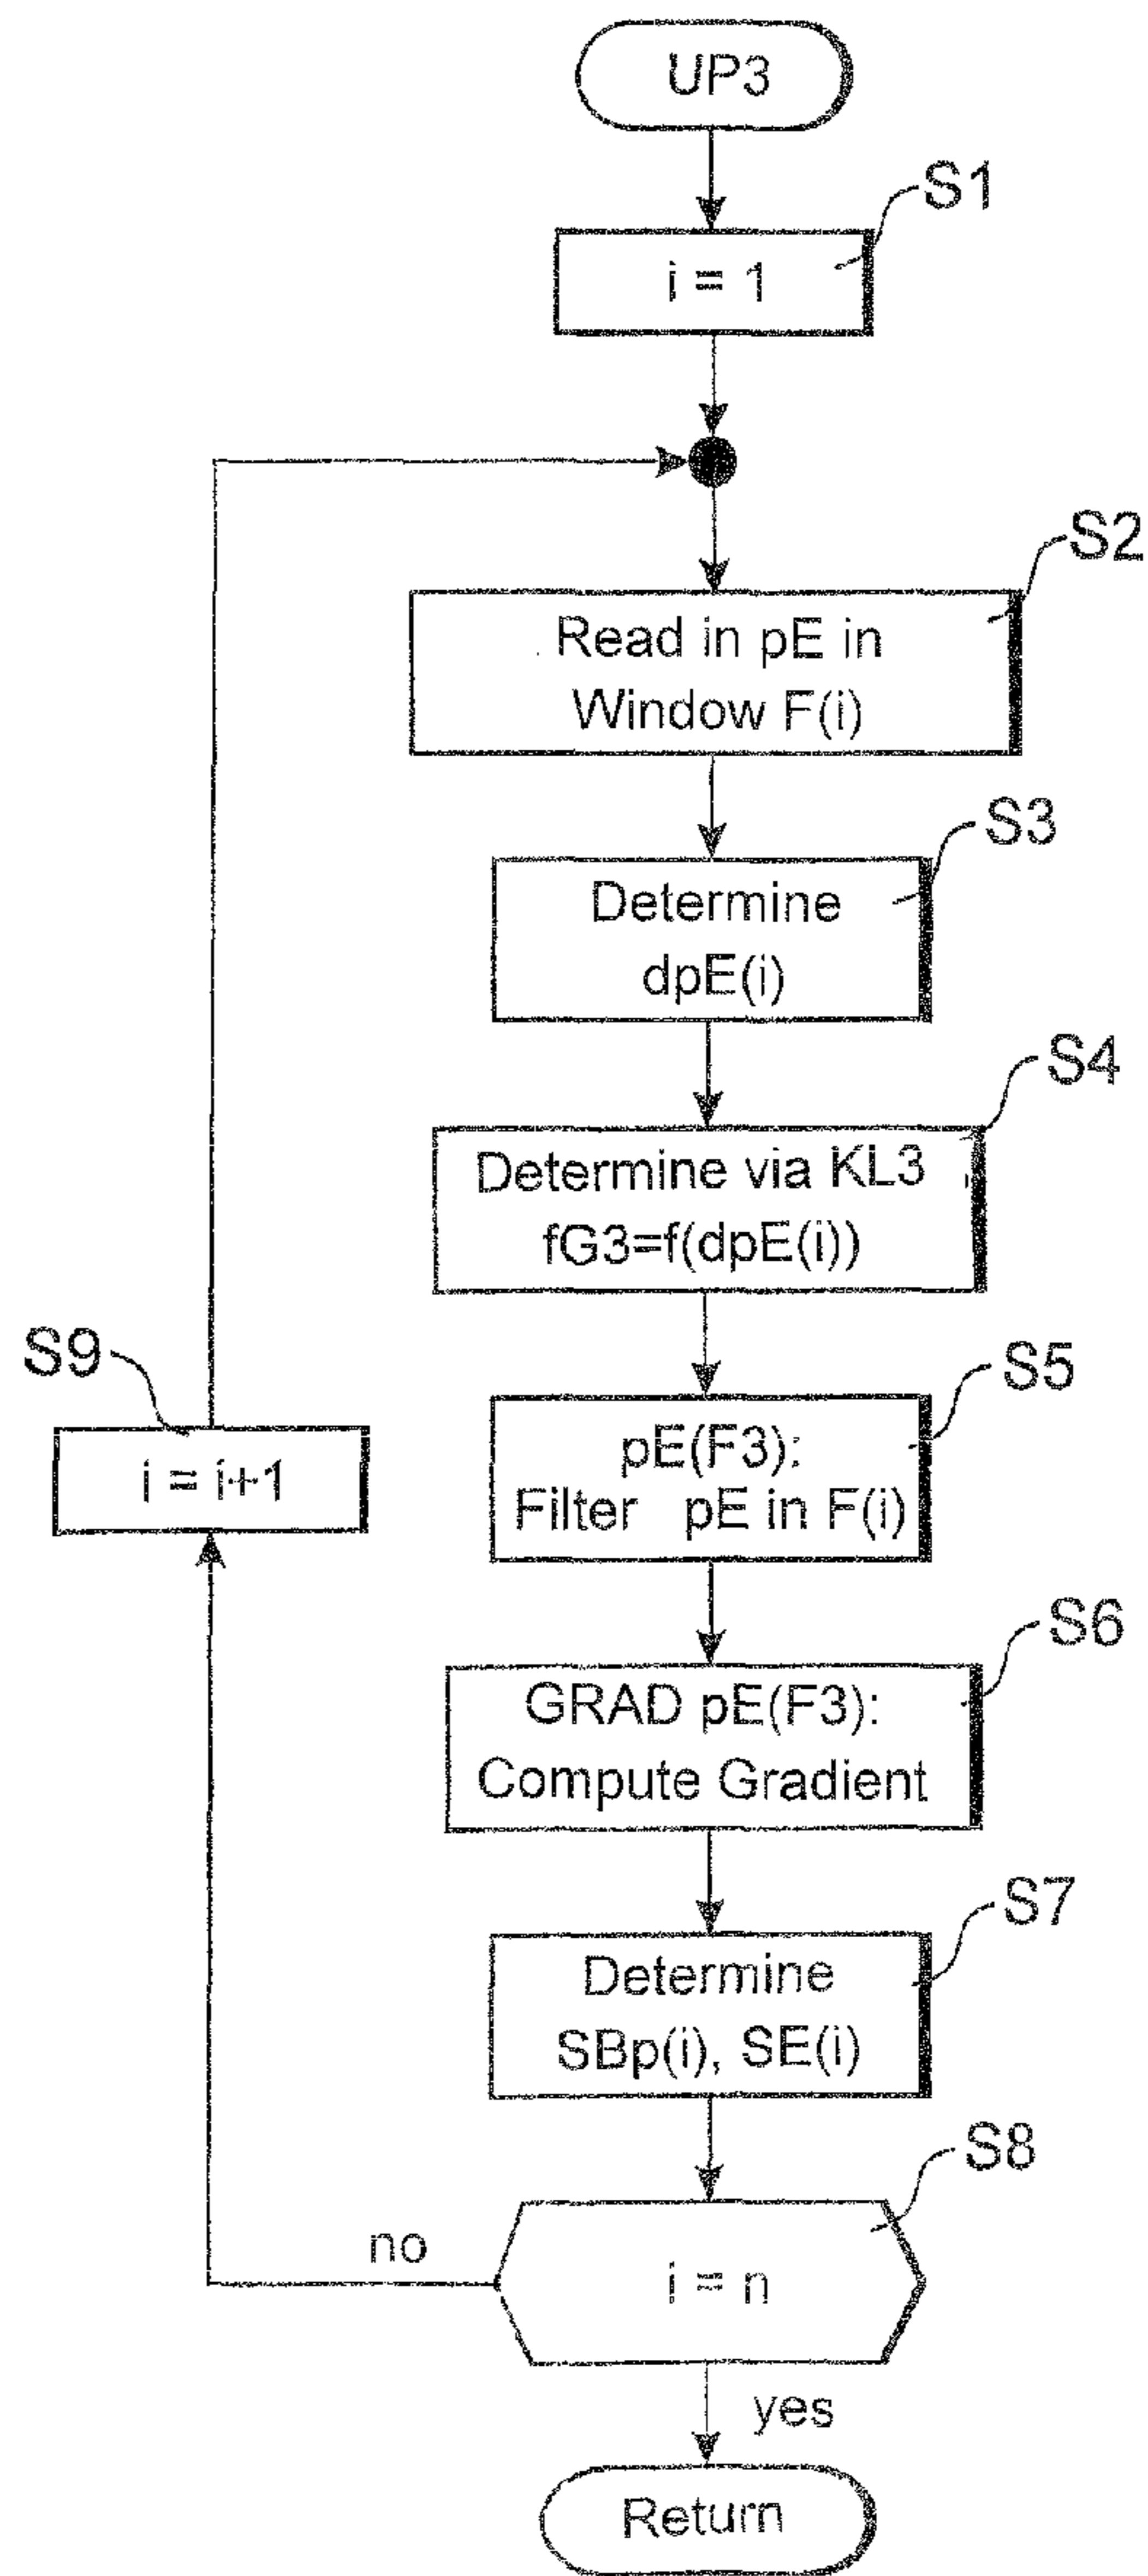 UP3
S1
i = 1
S2
Read in pE in
Window F(i)
S3
Determine
dpE(i)
S4
Determine via KL3
fG3=f(dpE(i))
S9
i = i+1
S5
pE(F3):
Filter pE in F(i)
S6
GRAD pE(F3):
Compute Gradient
S7
Determine
SBp(i), SE(i)
S8
no
i = n
yes
Return